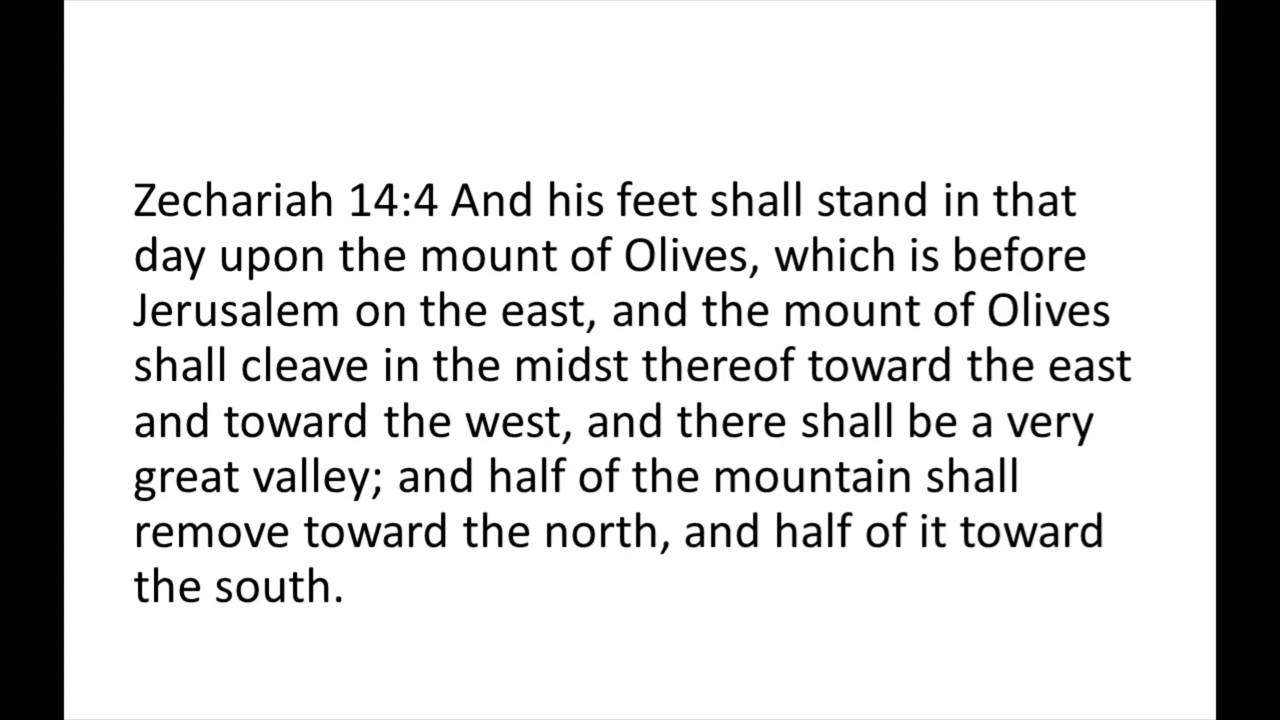 Zechariah 14:4 And his feet shall stand in that
day upon the mount of Olives, which is before
Jerusalem on the east, and the mount of Olives
shall cleave in the midst thereof toward the east
and toward the west, and there shall be a very
great valley; and half of the mountain shall
remove toward the north, and half of it toward
the south.